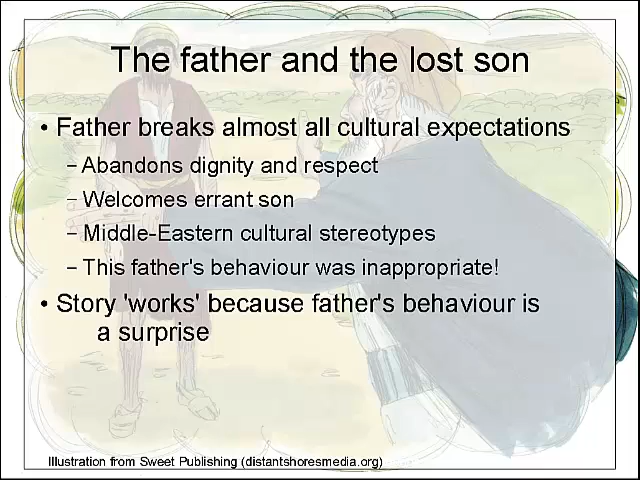 The father and the lost son
• Father breaks almost all cultural expectations
– Abandons dignity and respect
– Welcomes errant son
– Middle-Eastern cultural stereotypes
– This father's behaviour was inappropriate!
• Story 'works' because father's behaviour is
a surprise
Illustration from Sweet Publishing (distantshoresmedia.org)